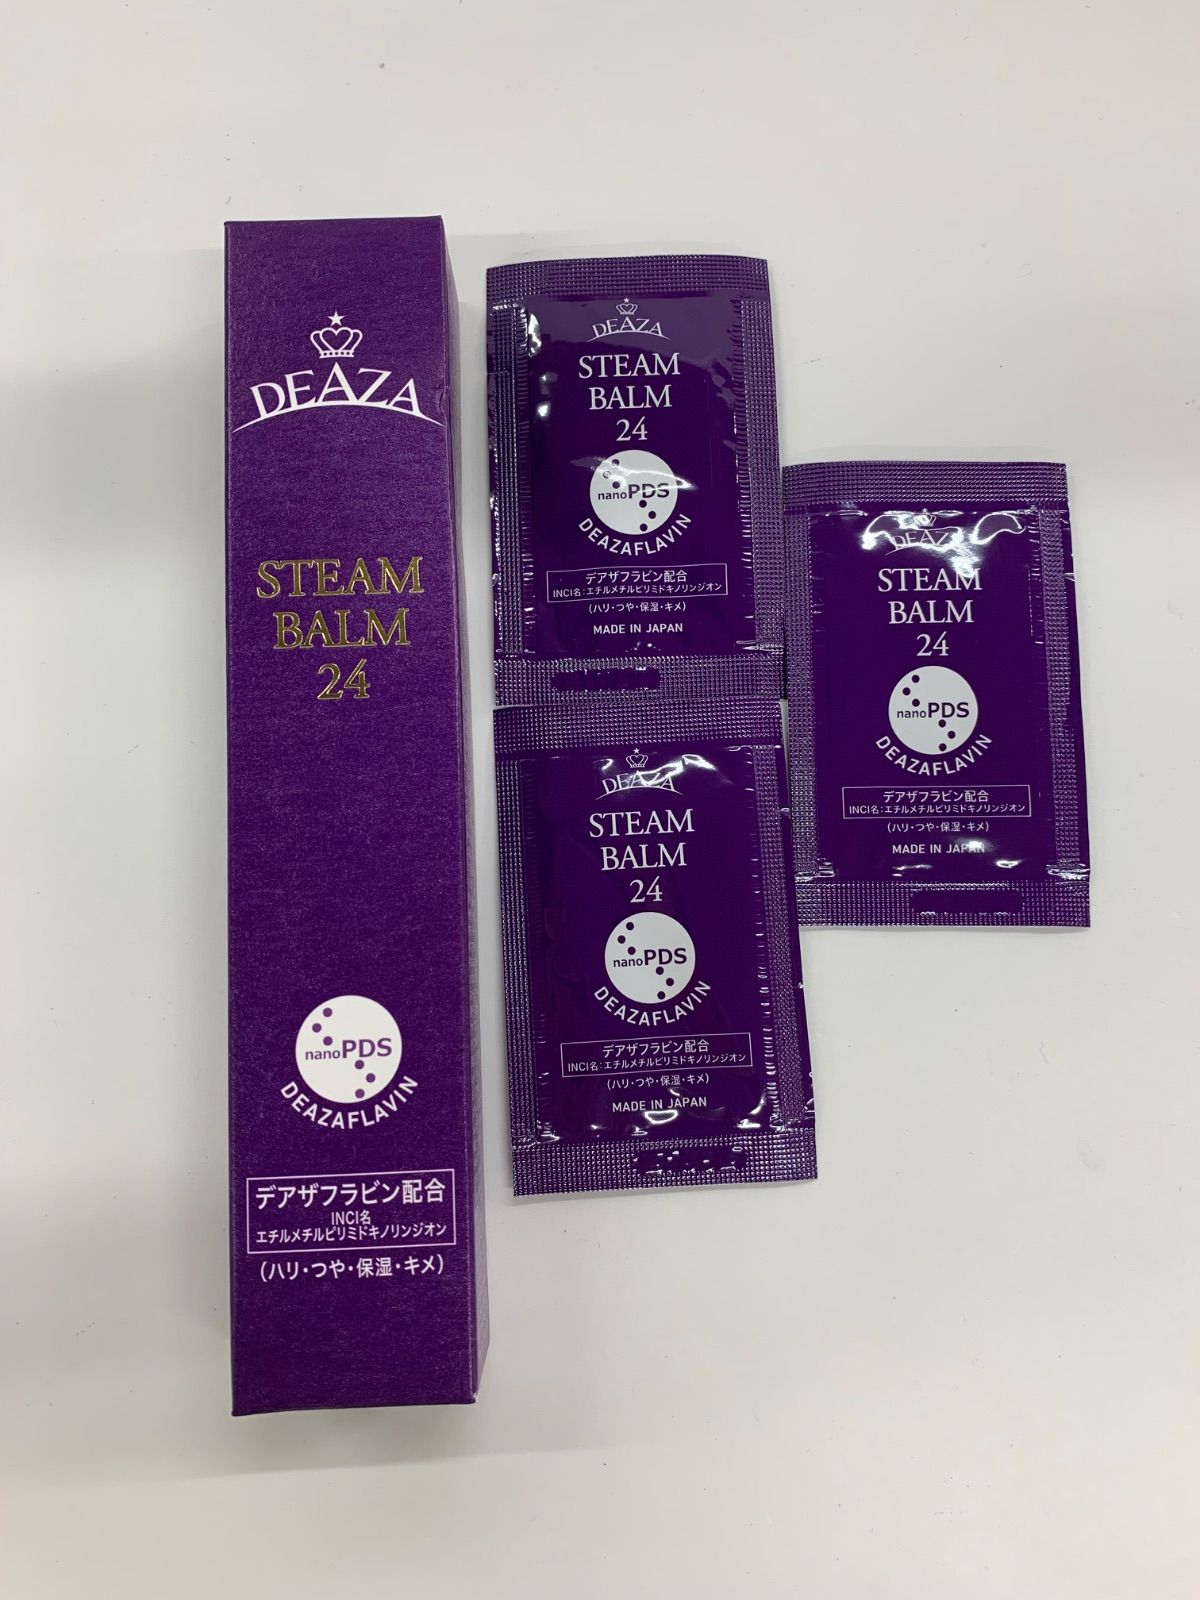 DEAZA
STEAM
BALM
24
nanoPDS
DEAZAFLAVIN
デアザフラビン配合
INCI名
エチルメチルピリミドキノリンジオン
(ハリ・つや・保湿・キメ)
DEAZA
STEAM
BALM
24
nanoPDS
DEAZAFLAVIN
デアザフラビン配合
INCI名:エチルメチルピリミドキノリンジオン
(ハリ・つや・保湿・キメ)
MADE IN JAPAN
DEAZA
STEAM
BALM
24
nanoPDS
DEAZAFLAVIN
デアザフラビン配合
INCI名:エチルメチルピリミドキノリンジオン
(ハリ・つや・保湿・キメ)
MADE IN JAPAN
DEAZA
STEAM
BALM
24
nanoPDS
DEAZAFLAVIN
デアザフラビン配合
INCI名:エチルメチルピリミドキノリンジオン
(ハリ・つや・保湿・キメ)
MADE IN JAPAN